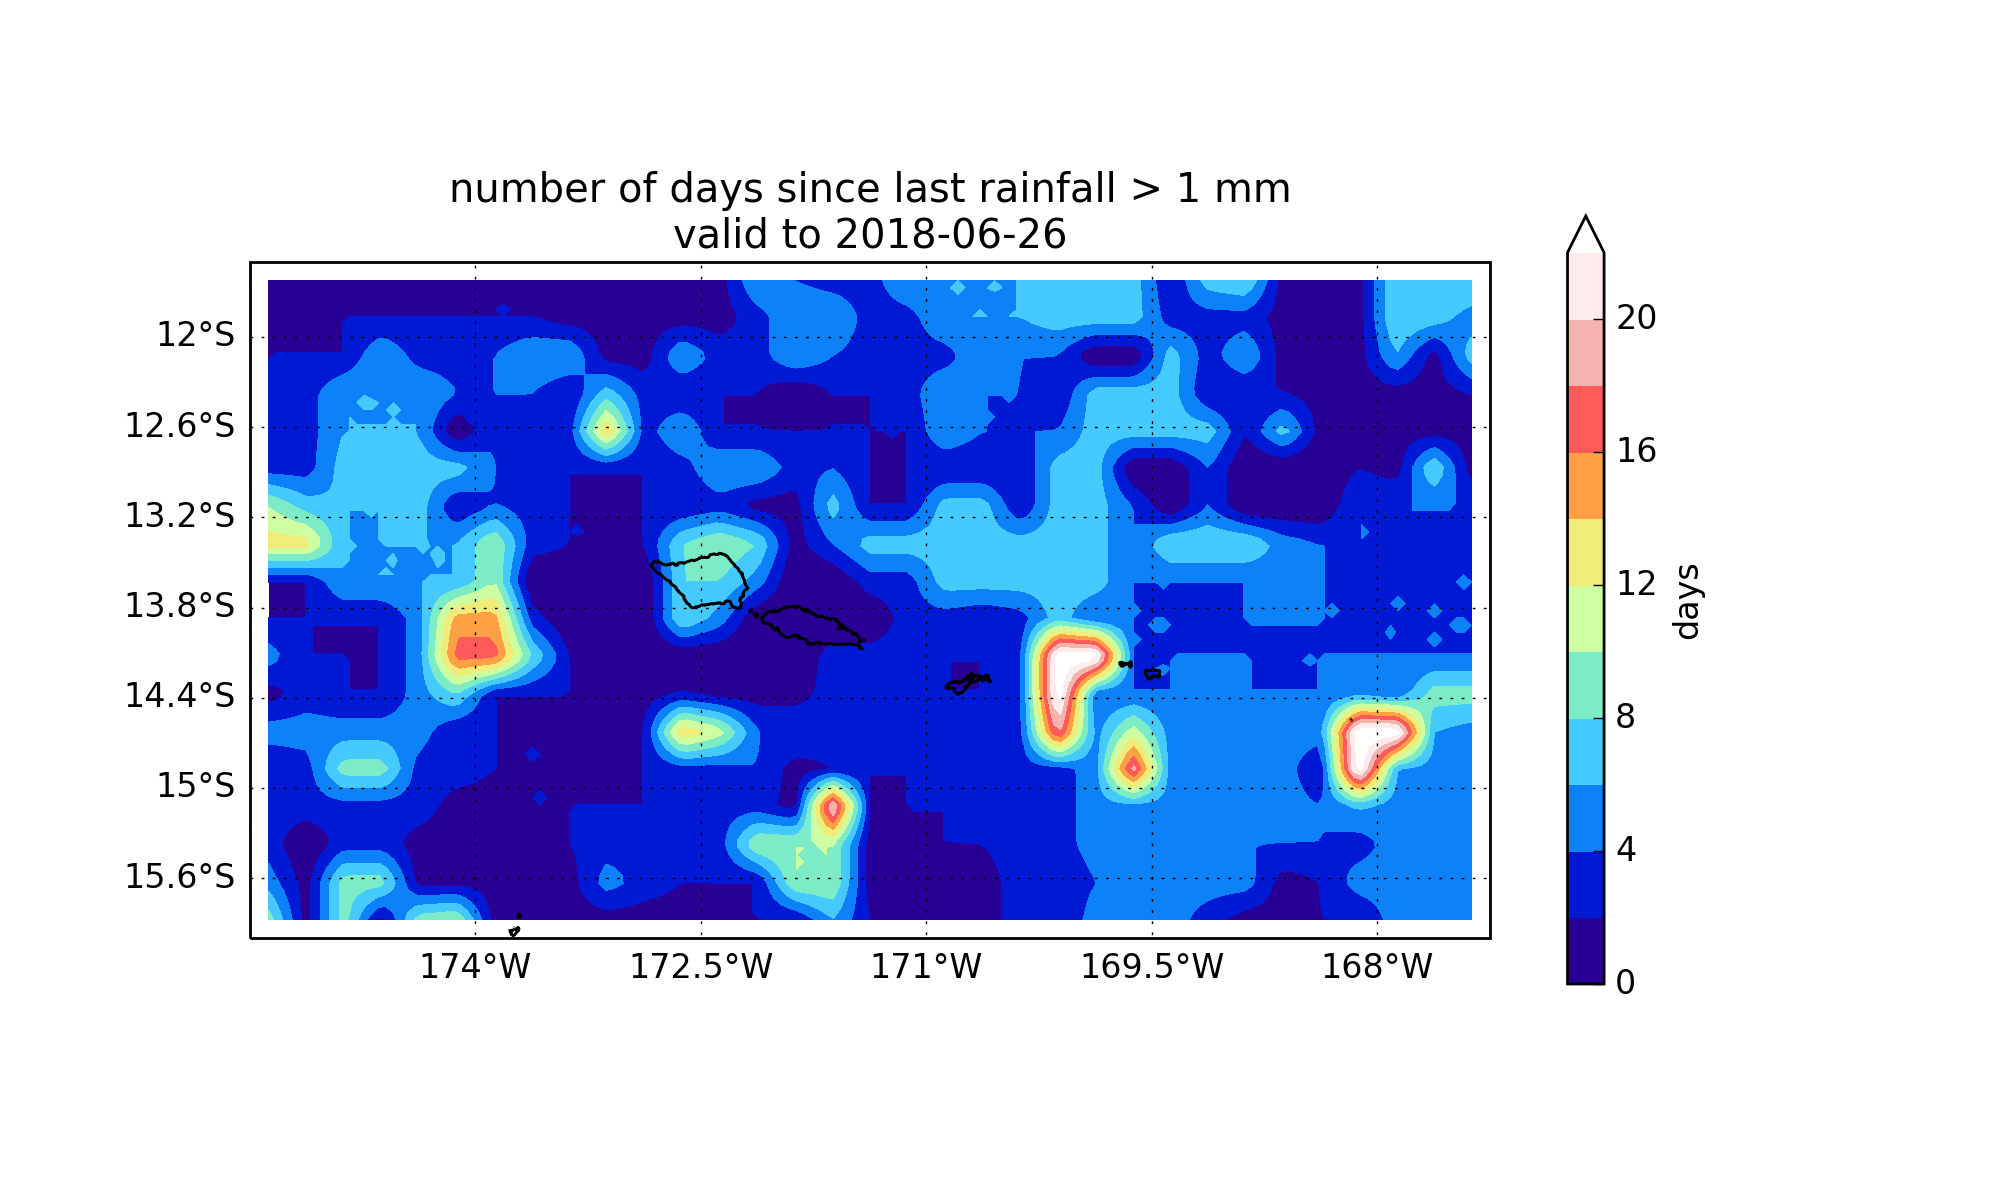 number of days since last rainfall > 1 mm
valid to 2018-06-26
12°S
12.6°S
13.2°S
13.8°S
14.4°S
15°S
15.6°S
174°W
172.5°W
171°W
169.5°W
168°W
20
16
12
8
4
0
days